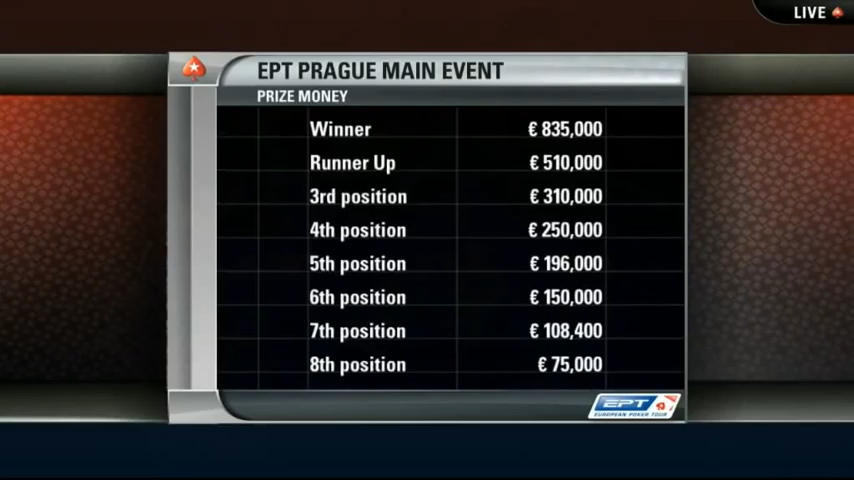 LIVE
EPT PRAGUE MAIN EVENT
PRIZE MONEY
Winner € 835,000
Runner Up € 510,000
3rd position € 310,000
4th position € 250,000
5th position € 196,000
6th position € 150,000
7th position € 108,400
8th position € 75,000
EPT
EUROPEAN POKER TOUR